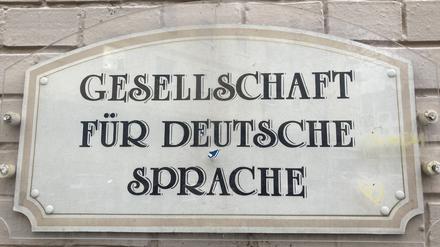 GESELLSCHAFT
FÜR DEUTSCHE
SPRACHE